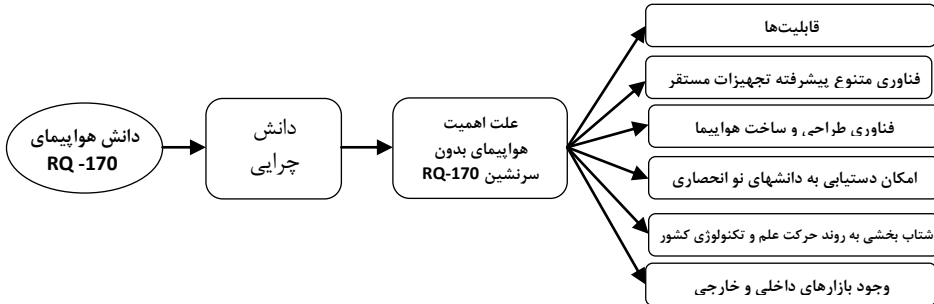 دانش هواپیمای
RQ -170
دانش
چرایی
علت اهمیت
هواپیمای بدون
سرنشین RQ-170
قابلیت‌ها
فناوری متنوع پیشرفته تجهیزات مستقر
فناوری طراحی و ساخت هواپیما
امکان دستیابی به دانشهای نو انحصاری
شتاب بخشی به روند حرکت علم و تکنولوژی کشور
وجود بازارهای داخلی و خارجی